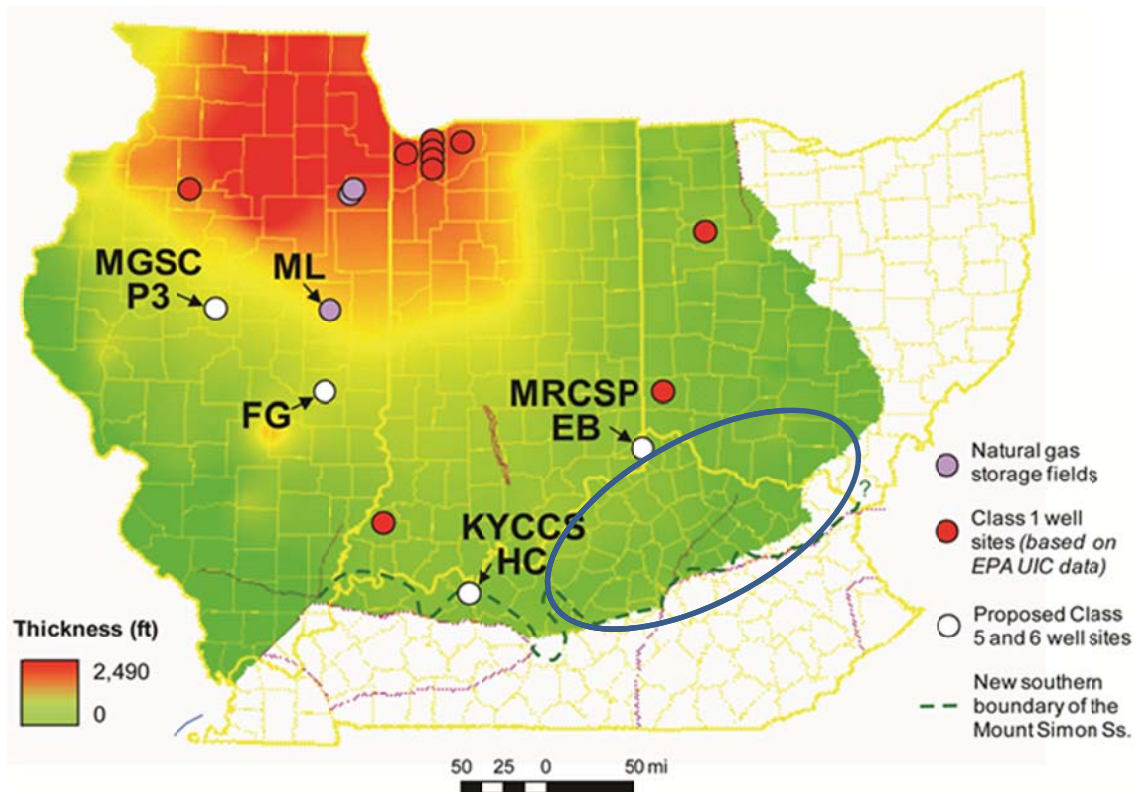 MGSC
P3
ML
FG
MRCSP
EB
KYCCS
HC
?
Natural gas
storage fields
Class 1 well
sites (based on
EPA UIC data)
Proposed Class
5 and 6 well sites
New southern
boundary of the
Mount Simon Ss.
Thickness (ft)
2,490
0
50 25 0 50 mi